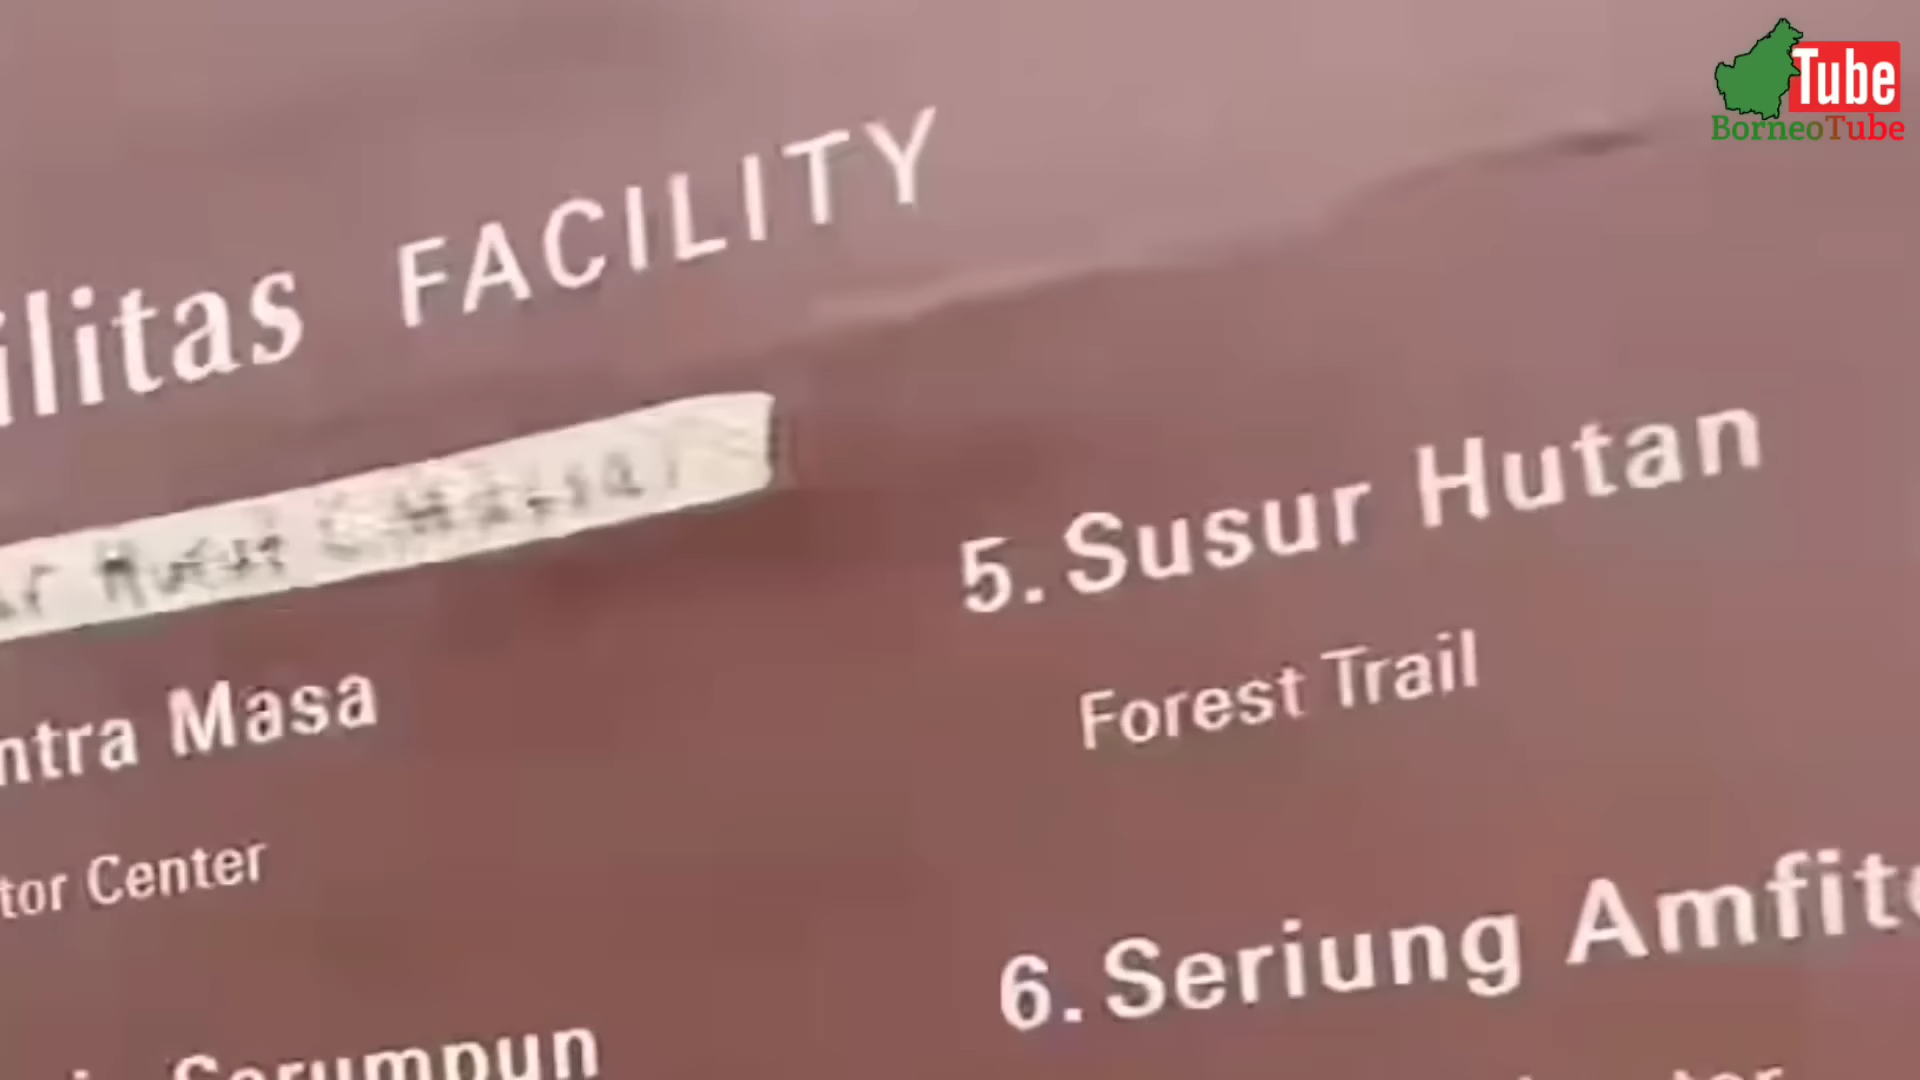 Tube
BorneoTube
ilitas FACILITY
5. Susur Hutan
Forest Trail
ntra Masa
tor Center
6. Seriung Amfite
Serumpun